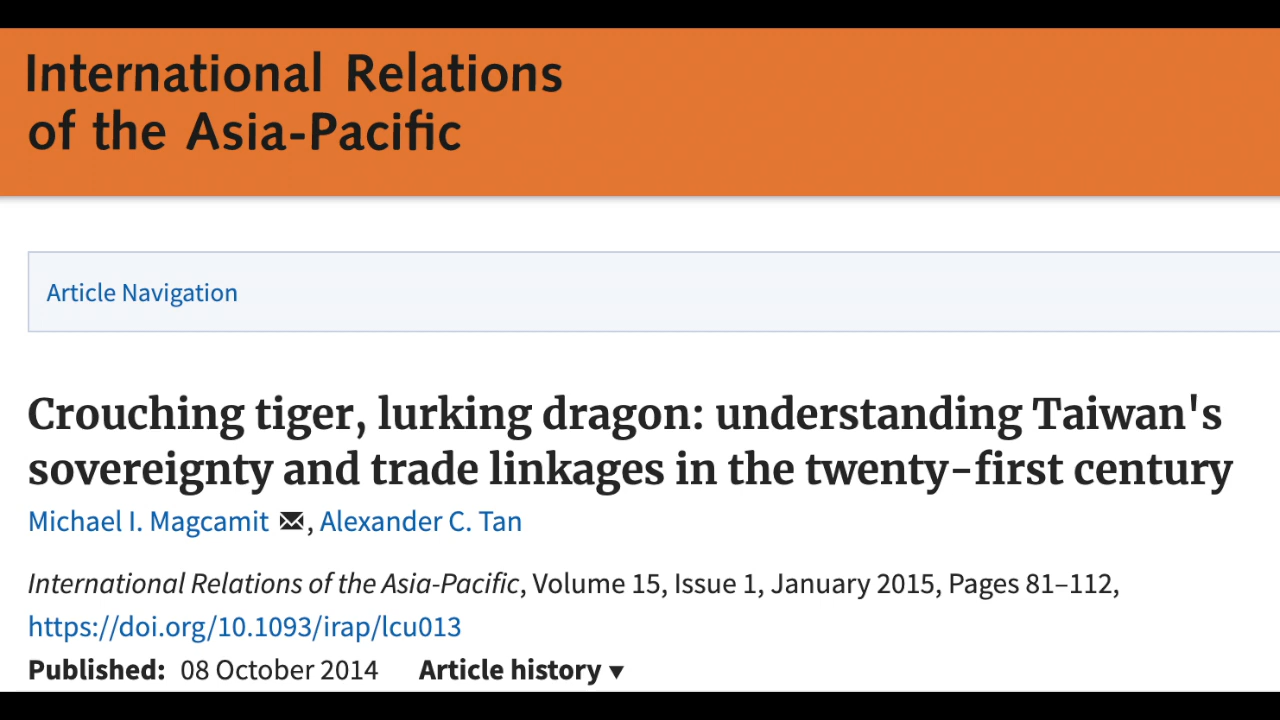 International Relations
of the Asia-Pacific
Article Navigation
Crouching tiger, lurking dragon: understanding Taiwan's
sovereignty and trade linkages in the twenty-first century
Michael I. Magcamit ✉, Alexander C. Tan
International Relations of the Asia-Pacific, Volume 15, Issue 1, January 2015, Pages 81–112,
https://doi.org/10.1093/irap/lcu013
Published: 08 October 2014 Article history ▾